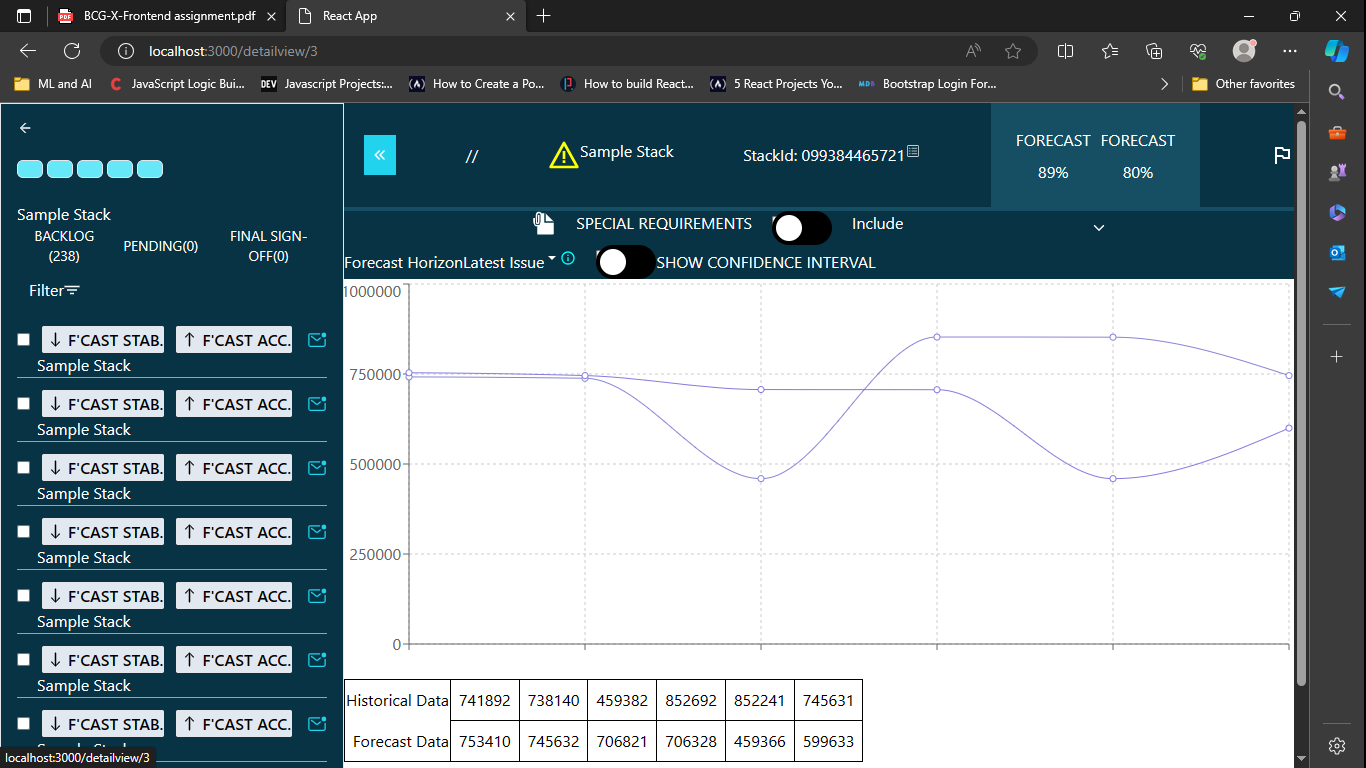 BCG-X-Frontend assignment.pdf
React App
localhost:3000/detailview/3
ML and AI
JavaScript Logic Bui...
DEV Javascript Projects:...
How to Create a Po...
How to build React...
5 React Projects Yo...
MDB Bootstrap Login For...
Other favorites
Sample Stack
BACKLOG (238)
PENDING(0)
FINAL SIGN-OFF(0)
Filter
↓ F'CAST STAB. ↑ F'CAST ACC.
Sample Stack
↓ F'CAST STAB. ↑ F'CAST ACC.
Sample Stack
↓ F'CAST STAB. ↑ F'CAST ACC.
Sample Stack
↓ F'CAST STAB. ↑ F'CAST ACC.
Sample Stack
↓ F'CAST STAB. ↑ F'CAST ACC.
Sample Stack
↓ F'CAST STAB. ↑ F'CAST ACC.
Sample Stack
↓ F'CAST STAB. ↑ F'CAST ACC.
localhost:3000/detailview/3
«
//
Sample Stack
StackId: 099384465721
FORECAST FORECAST
89% 80%
SPECIAL REQUIREMENTS
Include
Forecast HorizonLatest Issue
SHOW CONFIDENCE INTERVAL
1000000
750000
500000
250000
0
Historical Data 741892 738140 459382 852692 852241 745631
Forecast Data 753410 745632 706821 706328 459366 599633